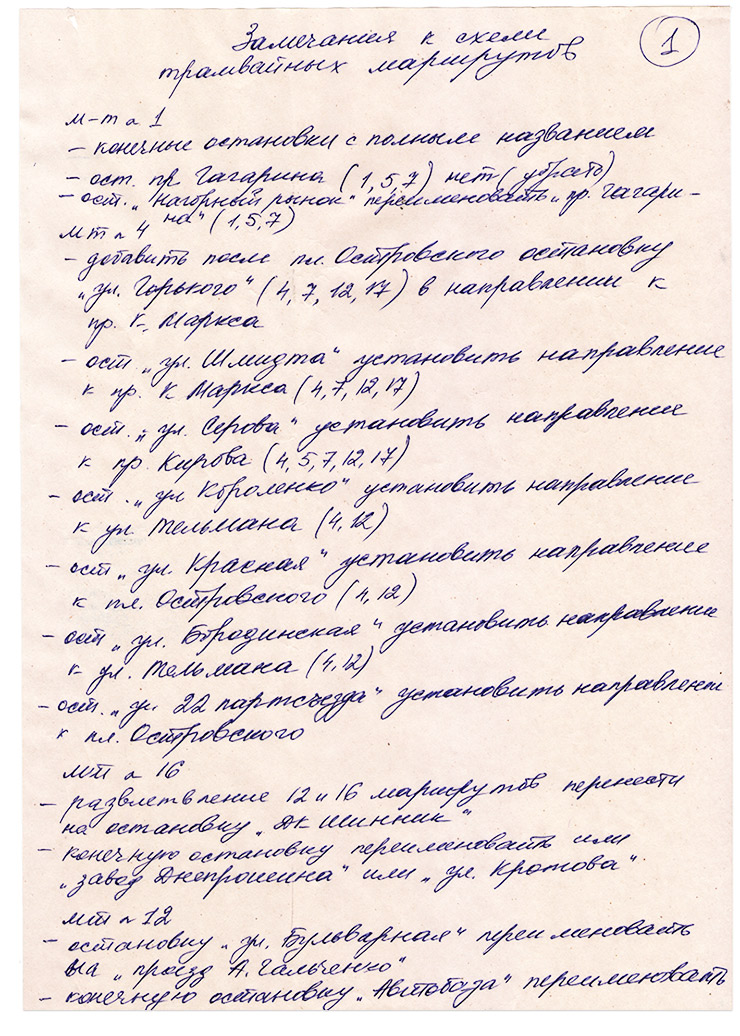 Замечания к схеме
трамвайных маршрутов
1
м-т ~ 1
- конечные остановки с полным названием
- ост. пр Гагарина (1,5,7) нет (убрать)
- ост. „Нагорный рынок" переименовать „пр. Гагари-
на" (1,5,7)
мт ~ 4
- добавить после пл. Островского остановку
„ул. Горького" (4,7,12,17) в направлении к
пр. К. Маркса
- ост „ул. Шмидта" установить направление
к пр. К Маркса (4,7,12,17)
- ост. „ул. Серова" установить направление
к пр. Кирова (4,5,7,12,17)
- ост. „ул Короленко" установить направление
к ул. Тельмана (4,12)
- ост „ул. Красная" установить направление
к пл. Островского (4,12)
- ост „ул. Бородинская" установить направление
к ул. Тельмана (4,12)
- ост. „ул. 22 партсъезда" установить направление
к пл. Островского
мт ~ 16
- разветвление 12 и 16 маршрутов перенести
на остановку „ДК Шинник"
- конечную остановку переименовать или
„завод Днепрошина" или „ул. Кротова"
мт ~ 12
- остановку „ул. Бульварная" переименовать
на „проезд А. Гальченко"
- конечную остановку „Автобаза" переименовать